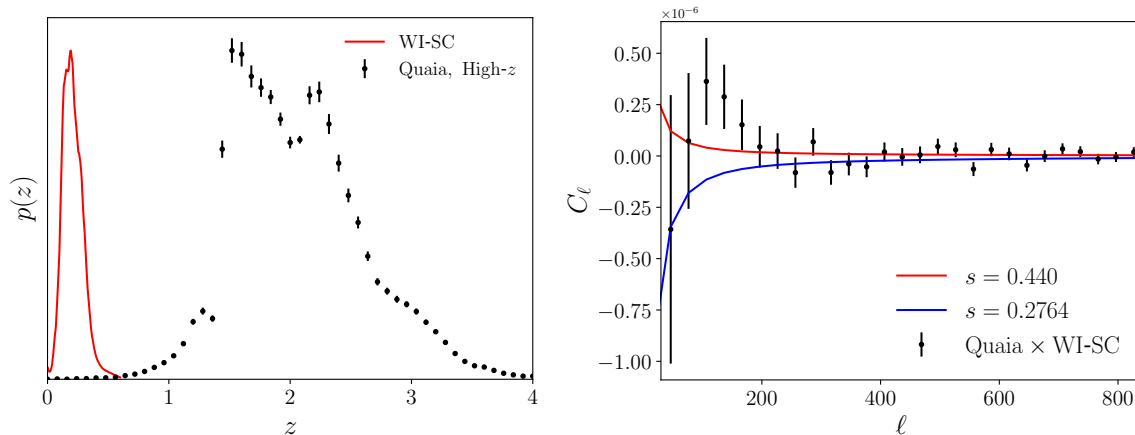 WI-SC
Quaia, High-z
p(z)
0 1 2 3 4
z
×10⁻⁶
0.50
0.25
0.00
−0.25
−0.50
−0.75
−1.00
Cℓ
s = 0.440
s = 0.2764
Quaia × WI-SC
200 400 600 800
ℓ